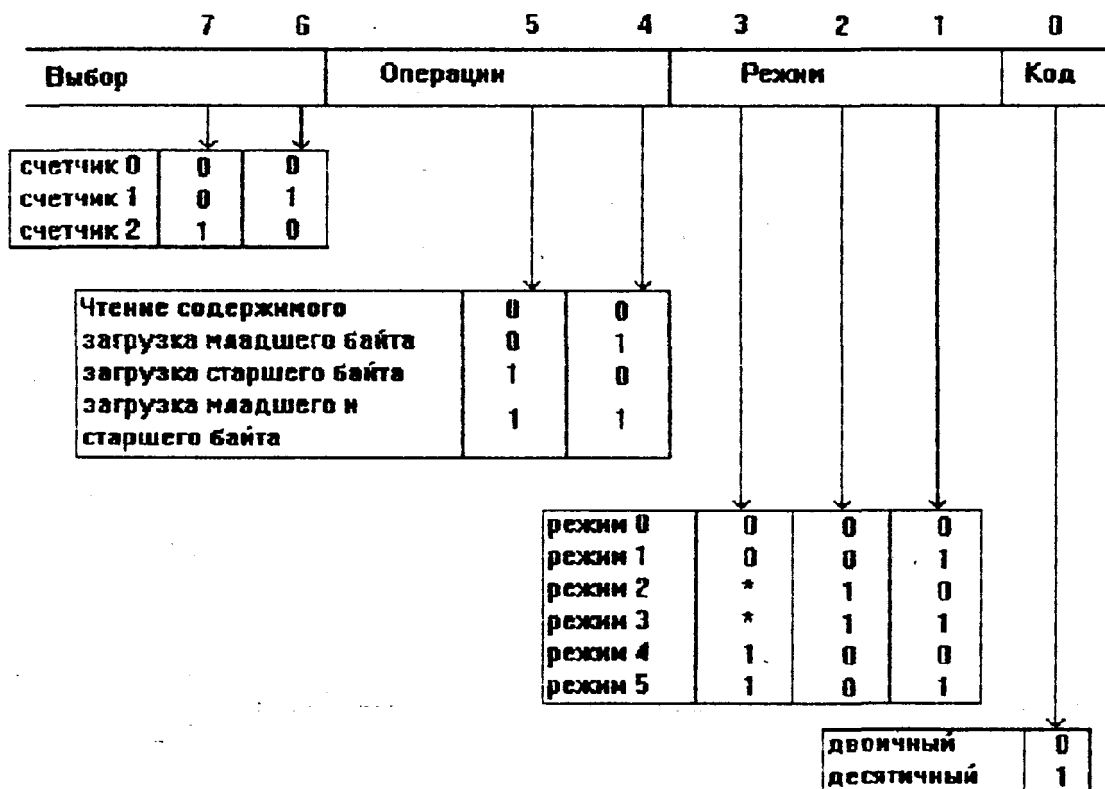 7 6 5 4 3 2 1 0
Выбор Операции Режим Код
счетчик 0 0 0
счетчик 1 0 1
счетчик 2 1 0
Чтение содержимого 0 0
загрузка младшего байта 0 1
загрузка старшего байта 1 0
загрузка младшего и
старшего байта 1 1
режим 0 0 0 0
режим 1 0 0 1
режим 2 * 1 0
режим 3 * 1 1
режим 4 1 0 0
режим 5 1 0 1
двоичный 0
десятичный 1